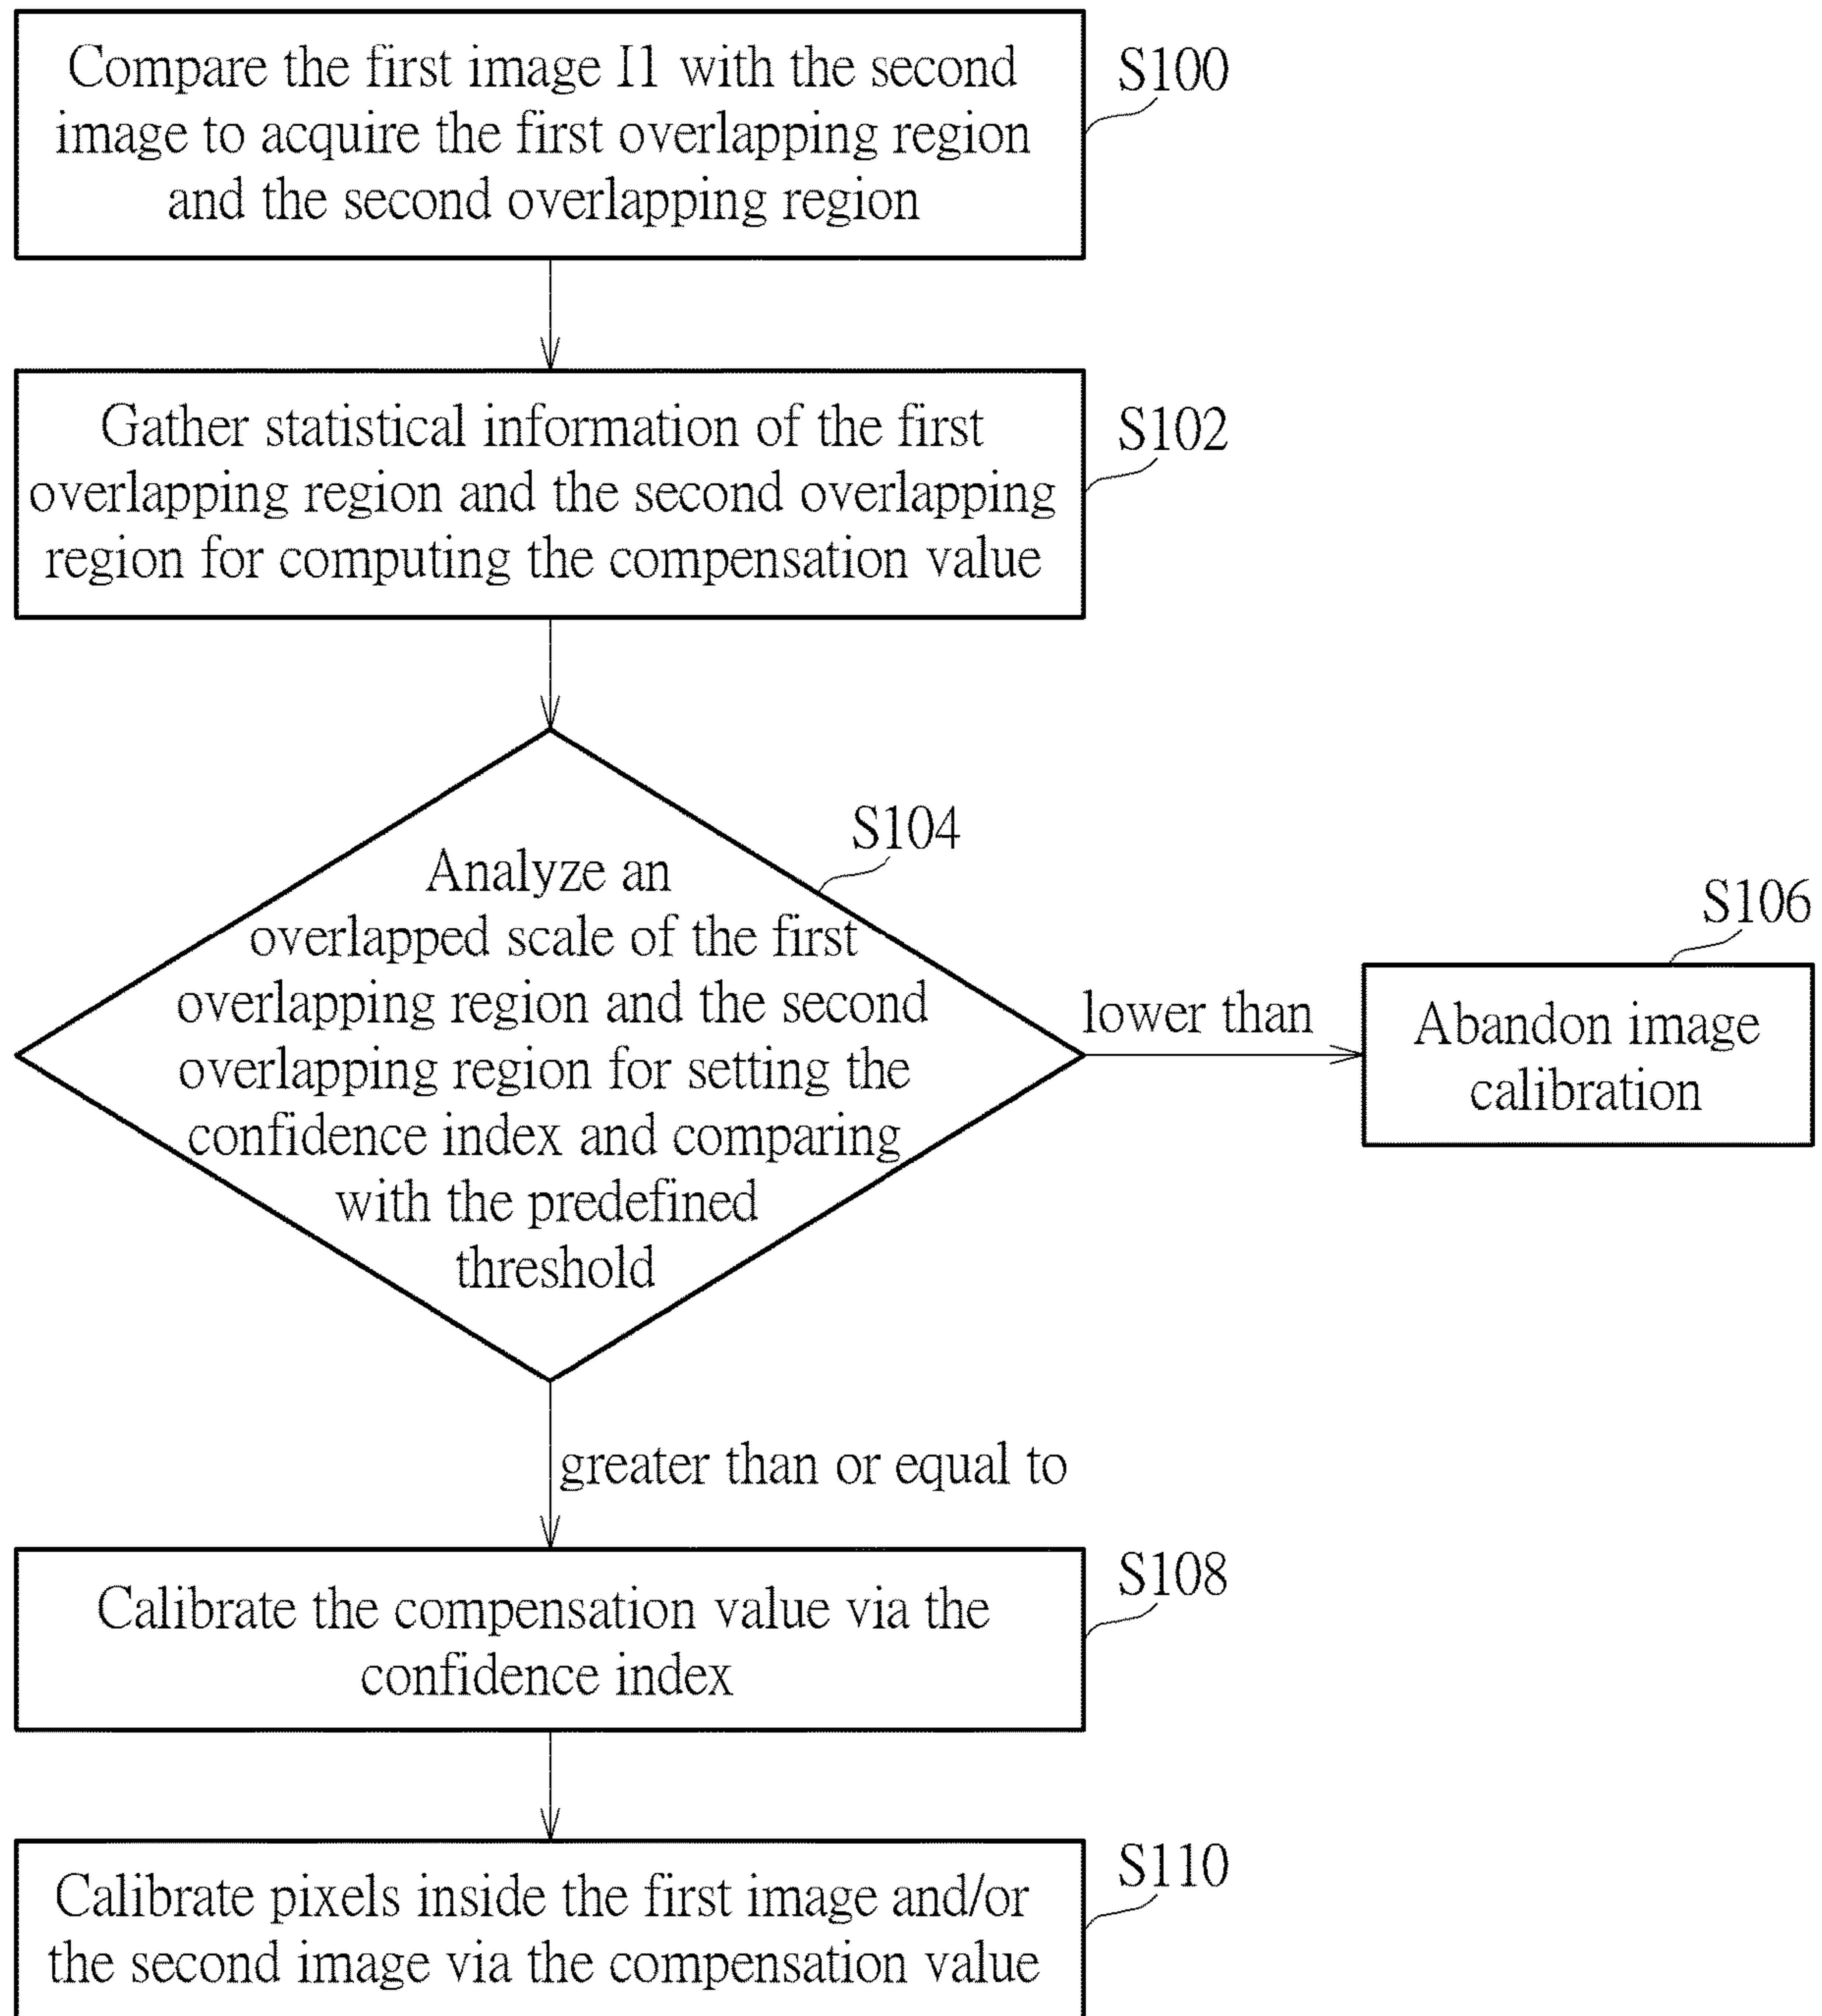 Compare the first image I1 with the second
image to acquire the first overlapping region
and the second overlapping region
S100
Gather statistical information of the first
overlapping region and the second overlapping
region for computing the compensation value
S102
S104
Analyze an
overlapped scale of the first
overlapping region and the second
overlapping region for setting the
confidence index and comparing
with the predefined
threshold
lower than
S106
Abandon image
calibration
greater than or equal to
S108
Calibrate the compensation value via the
confidence index
S110
Calibrate pixels inside the first image and/or
the second image via the compensation value